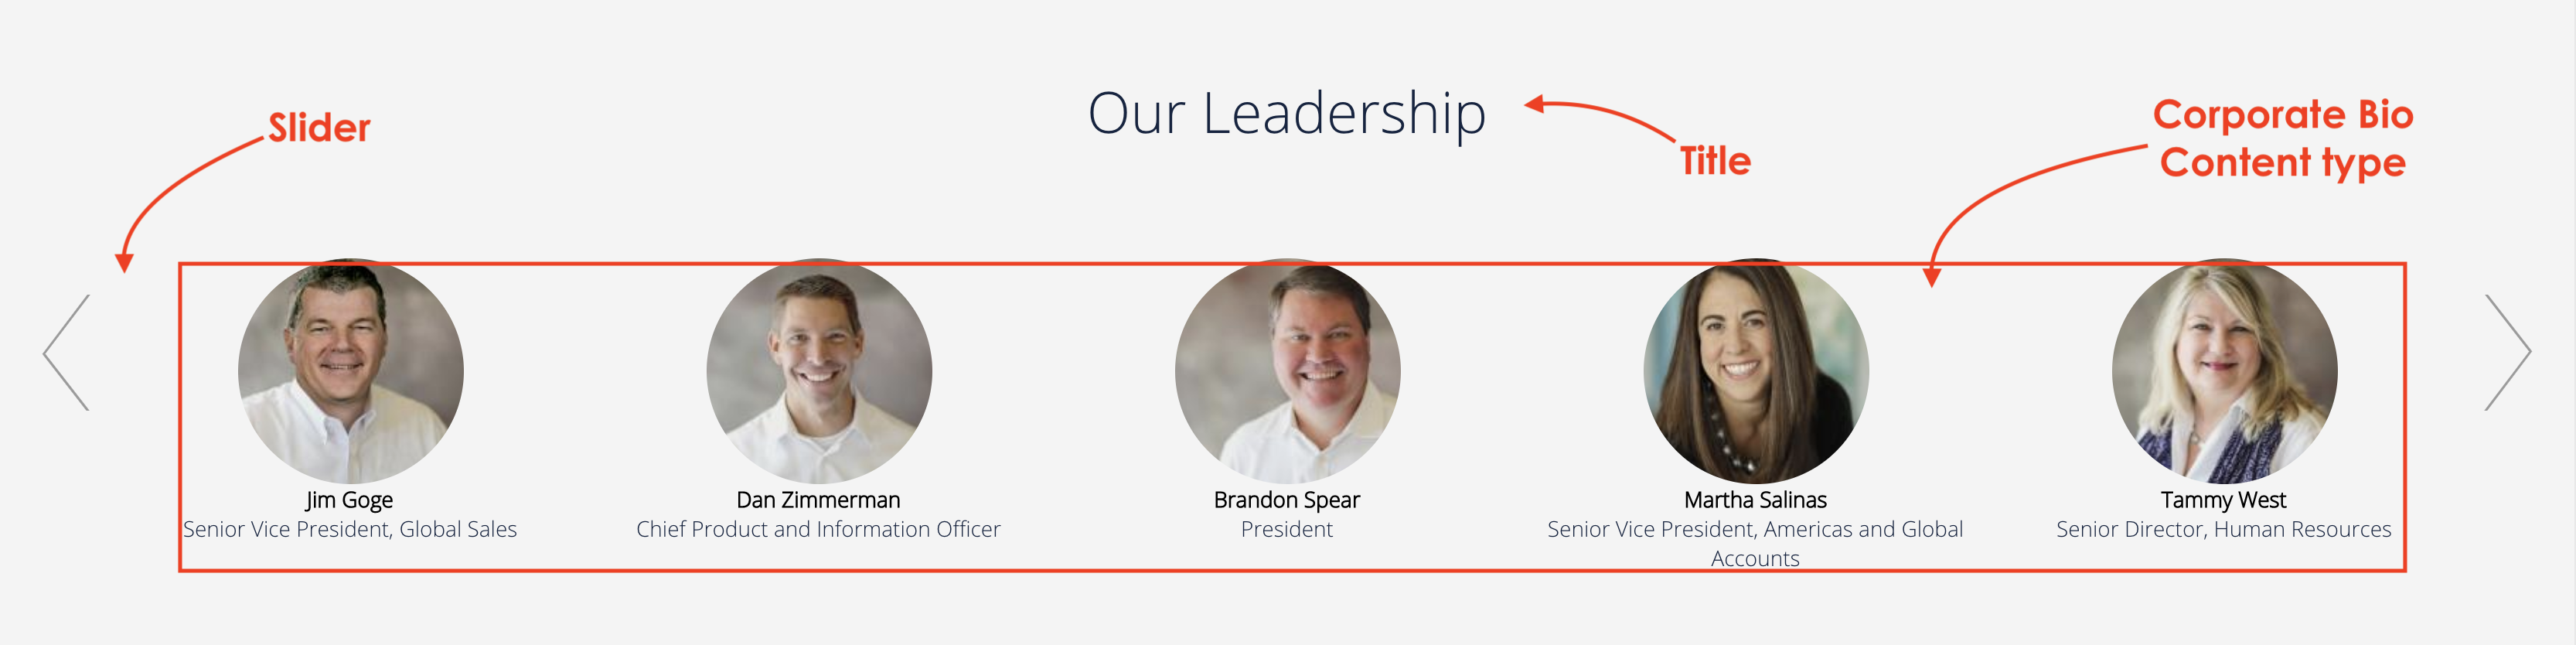 Our Leadership
Slider
Title
Corporate Bio
Content type
Jim Goge
Senior Vice President, Global Sales
Dan Zimmerman
Chief Product and Information Officer
Brandon Spear
President
Martha Salinas
Senior Vice President, Americas and Global
Accounts
Tammy West
Senior Director, Human Resources